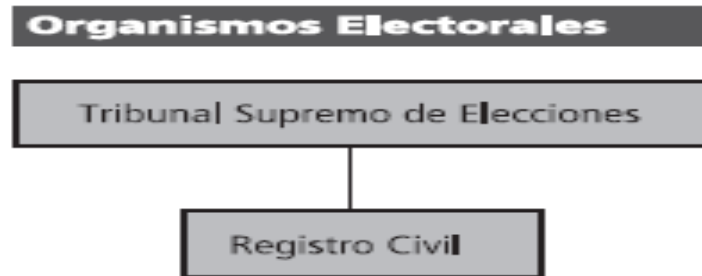 Organismos Electorales
Tribunal Supremo de Elecciones
Registro Civil